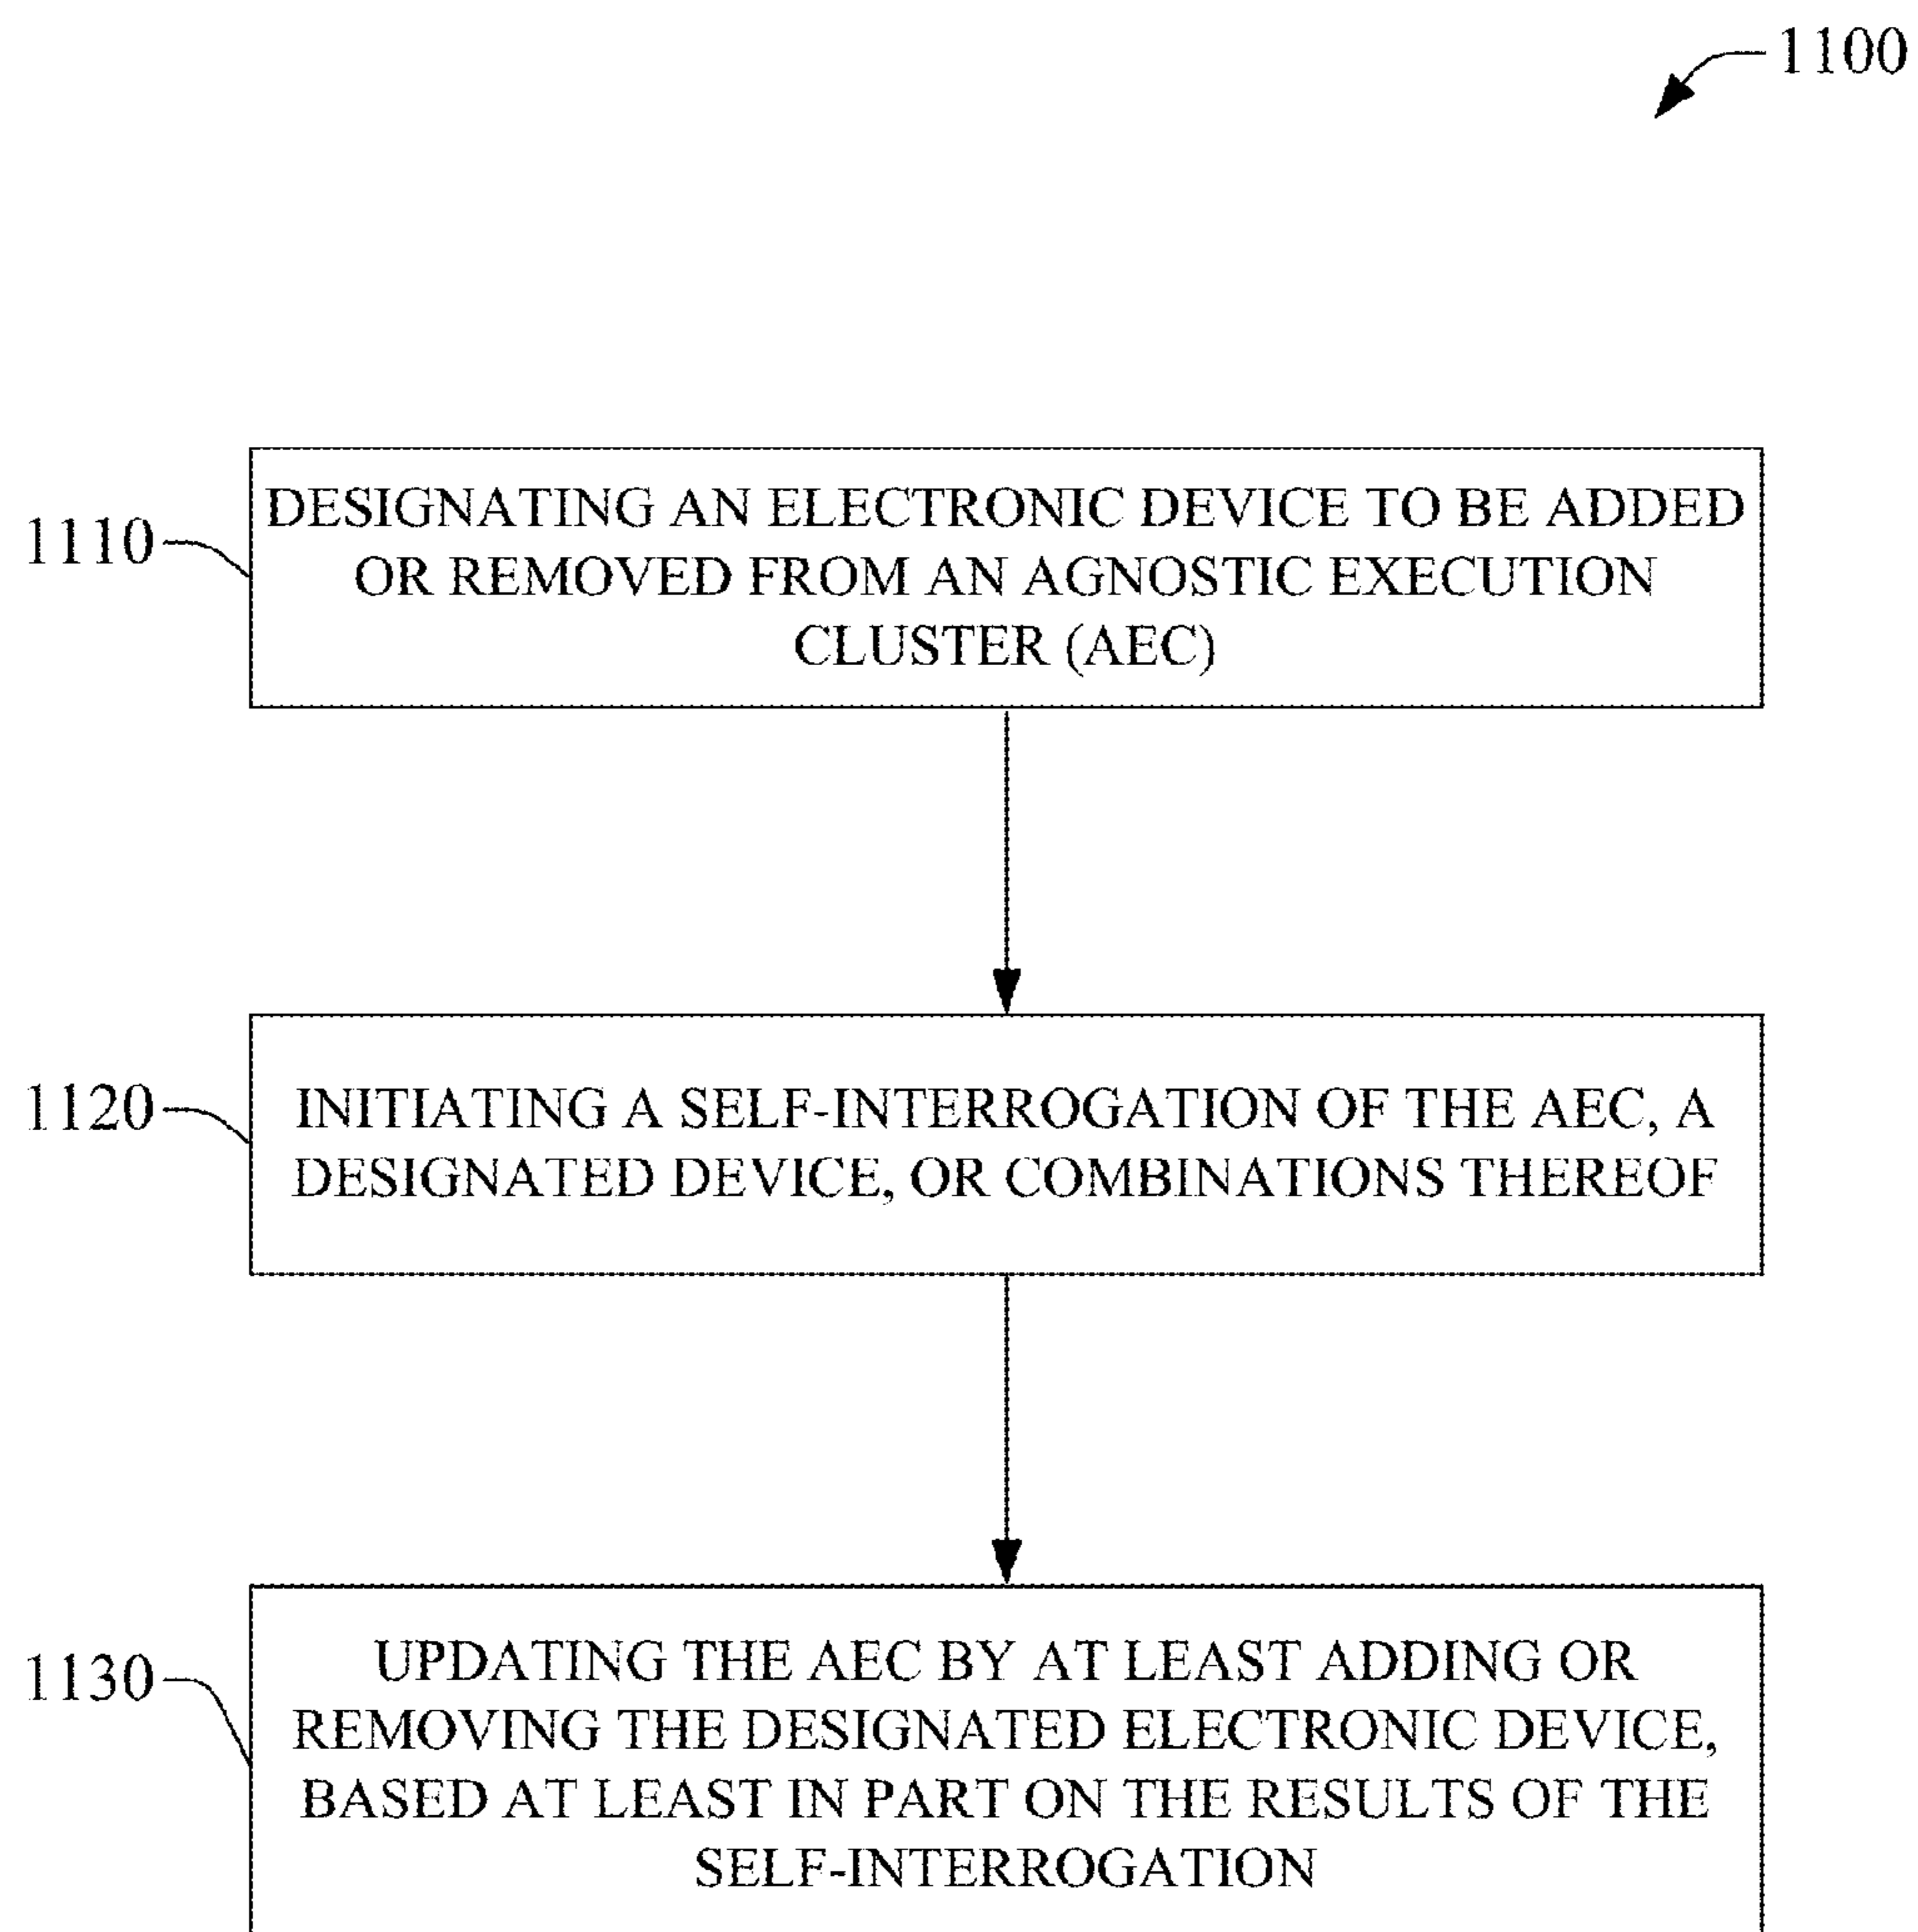 1100
1110
DESIGNATING AN ELECTRONIC DEVICE TO BE ADDED
OR REMOVED FROM AN AGNOSTIC EXECUTION
CLUSTER (AEC)
1120
INITIATING A SELF-INTERROGATION OF THE AEC, A
DESIGNATED DEVICE, OR COMBINATIONS THEREOF
1130
UPDATING THE AEC BY AT LEAST ADDING OR
REMOVING THE DESIGNATED ELECTRONIC DEVICE,
BASED AT LEAST IN PART ON THE RESULTS OF THE
SELF-INTERROGATION